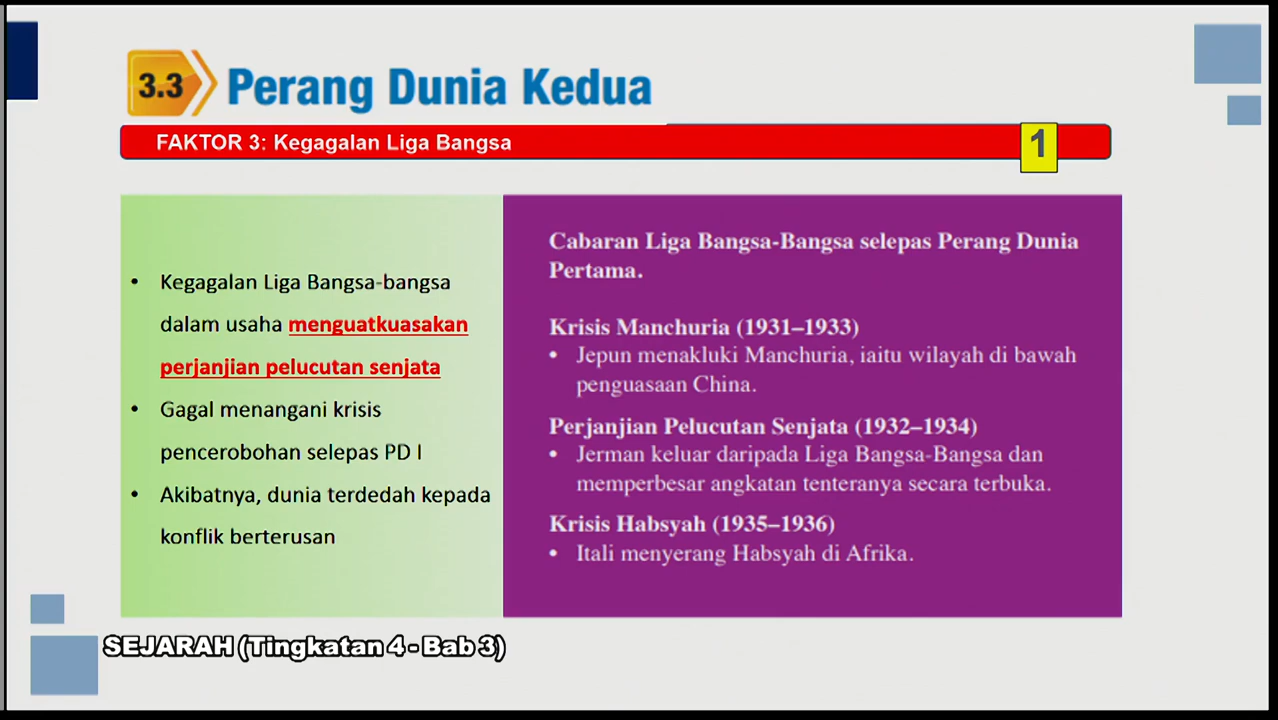 3.3 Perang Dunia Kedua
FAKTOR 3: Kegagalan Liga Bangsa
1
• Kegagalan Liga Bangsa-bangsa
dalam usaha menguatkuasakan
perjanjian pelucutan senjata
• Gagal menangani krisis
pencerobohan selepas PD I
• Akibatnya, dunia terdedah kepada
konflik berterusan
Cabaran Liga Bangsa-Bangsa selepas Perang Dunia
Pertama.
Krisis Manchuria (1931–1933)
• Jepun menakluki Manchuria, iaitu wilayah di bawah
penguasaan China.
Perjanjian Pelucutan Senjata (1932–1934)
• Jerman keluar daripada Liga Bangsa-Bangsa dan
memperbesar angkatan tenteranya secara terbuka.
Krisis Habsyah (1935–1936)
• Itali menyerang Habsyah di Afrika.
SEJARAH (Tingkatan 4 - Bab 3)